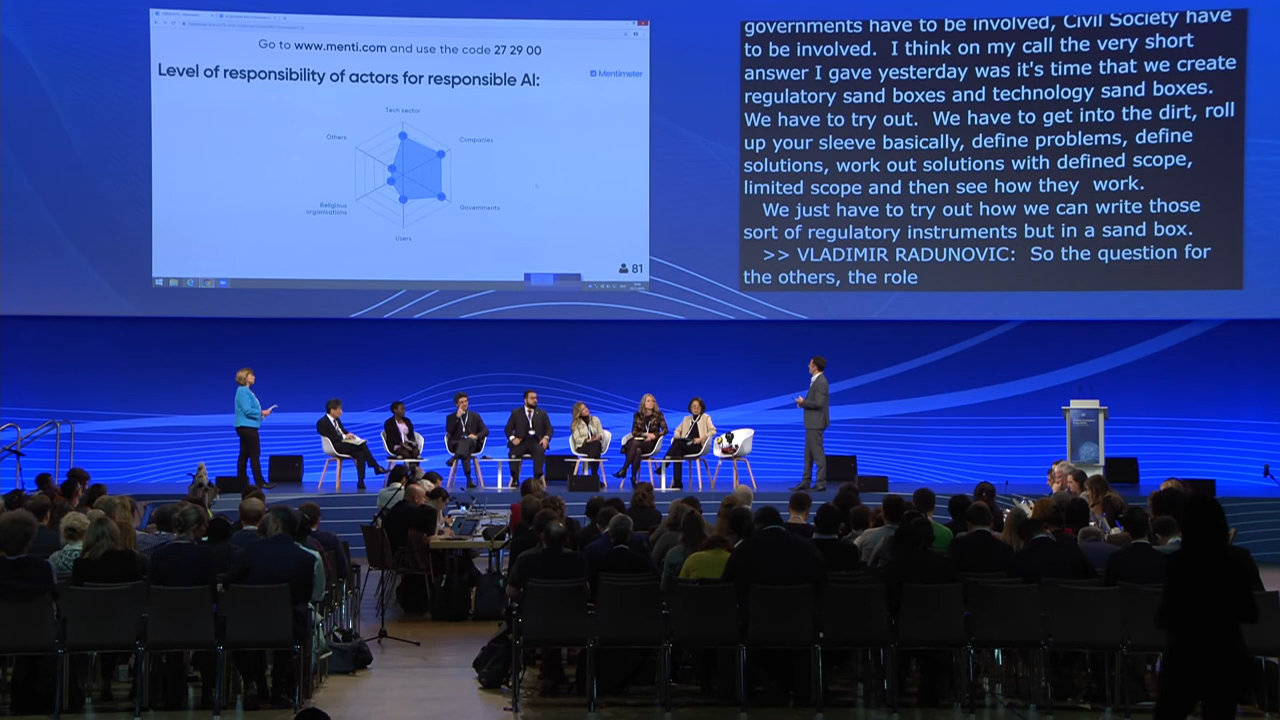 Go to www.menti.com and use the code 27 29 00
Level of responsibility of actors for responsible AI:
Mentimeter
Tech sector
Others
Companies
Religious
organisations
Governments
Users
81
governments have to be involved, Civil Society have
to be involved.  I think on my call the very short
answer I gave yesterday was it's time that we create
regulatory sand boxes and technology sand boxes.
We have to try out.  We have to get into the dirt, roll
up your sleeve basically, define problems, define
solutions, work out solutions with defined scope,
limited scope and then see how they  work.
We just have to try out how we can write those
sort of regulatory instruments but in a sand box.
>> VLADIMIR RADUNOVIC:  So the question for
the others, the role